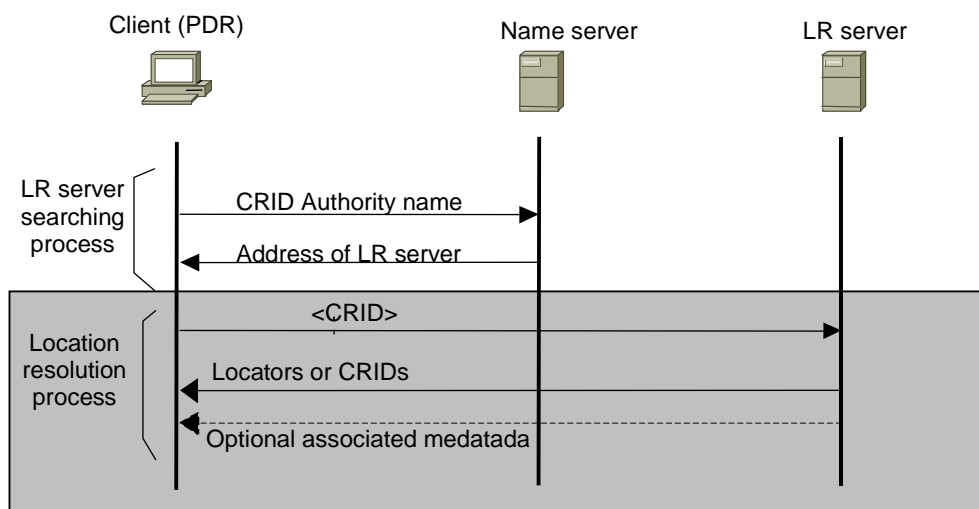 Client (PDR)
Name server
LR server
LR server
searching
process
CRID Authority name
Address of LR server
<CRID>
Location
resolution
process
Locators or CRIDs
Optional associated medatada